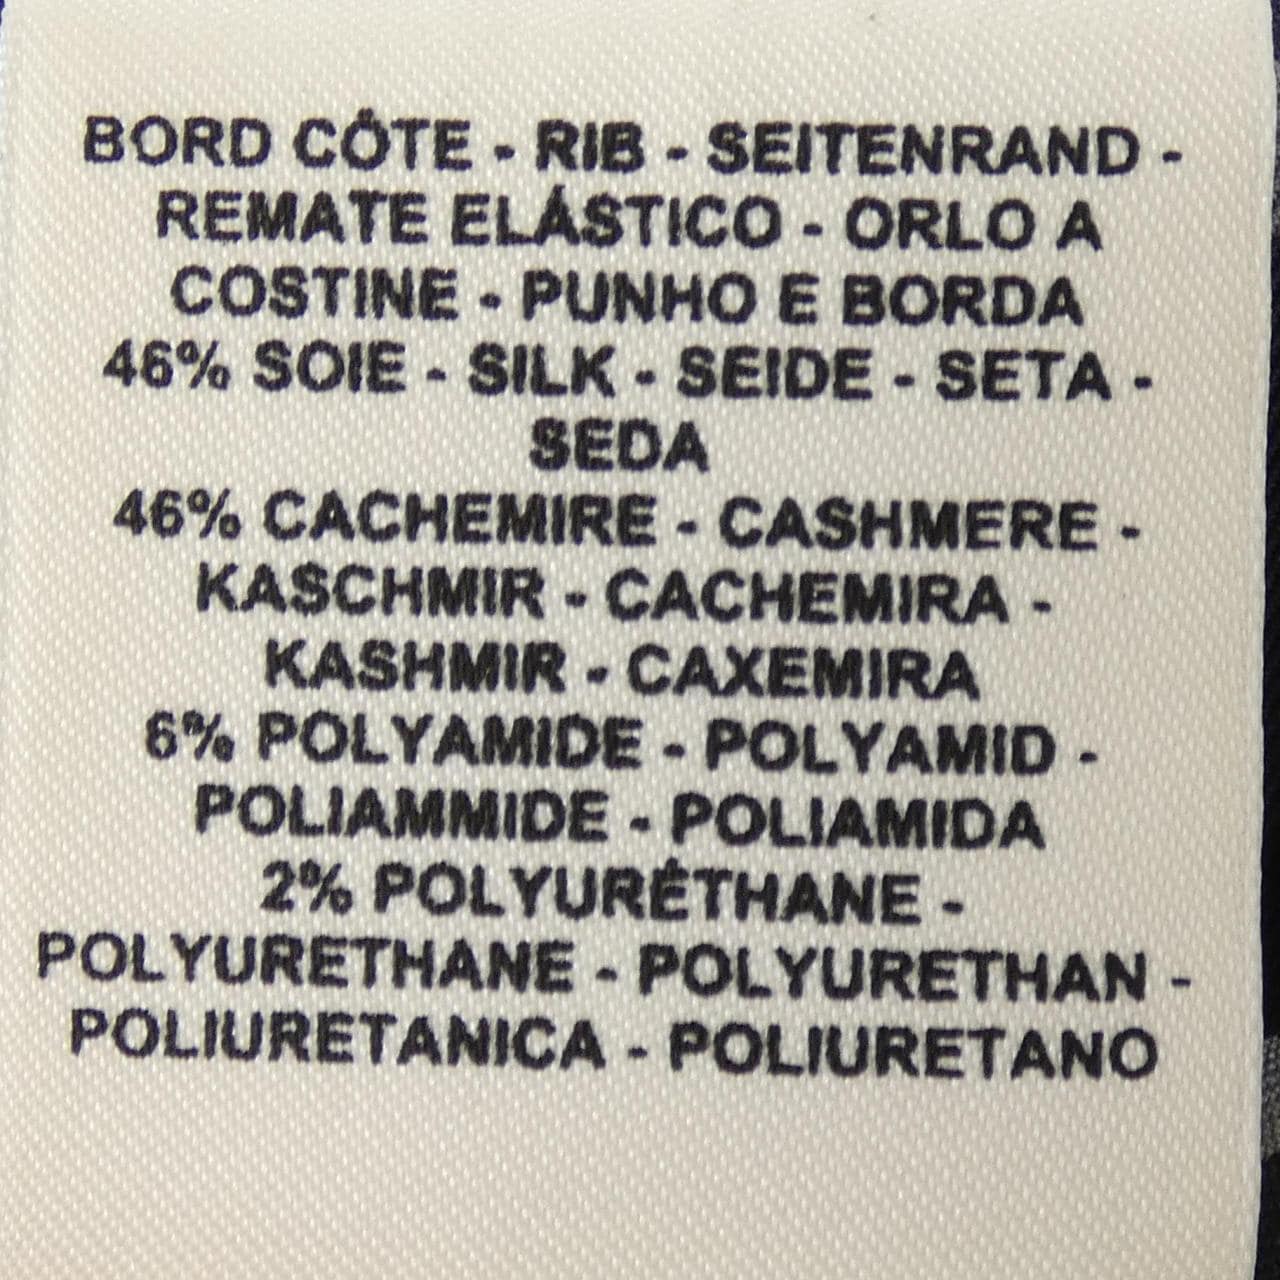 BORD CÔTE - RIB - SEITENRAND -
REMATE ELÁSTICO - ORLO A
COSTINE - PUNHO E BORDA
46% SOIE - SILK - SEIDE - SETA -
SEDA
46% CACHEMIRE - CASHMERE -
KASCHMIR - CACHEMIRA -
KASHMIR - CAXEMIRA
6% POLYAMIDE - POLYAMID -
POLIAMMIDE - POLIAMIDA
2% POLYURÉTHANE -
POLYURETHANE - POLYURETHAN -
POLIURETANICA - POLIURETANO